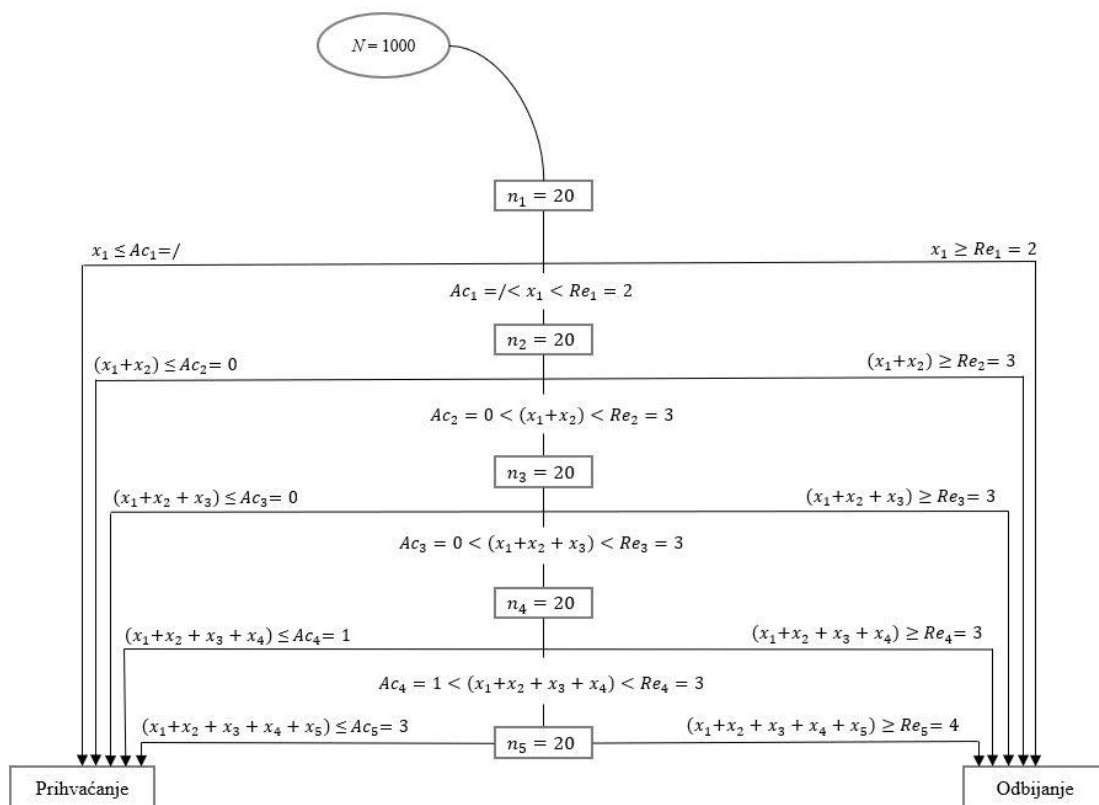 N = 1000
n₁ = 20
x₁ ≤ Ac₁=/
x₁ ≥ Re₁ = 2
Ac₁ =/< x₁ < Re₁ = 2
n₂ = 20
(x₁+x₂) ≤ Ac₂= 0
(x₁+x₂) ≥ Re₂= 3
Ac₂ = 0 < (x₁+x₂) < Re₂ = 3
n₃ = 20
(x₁+x₂ + x₃) ≤ Ac₃= 0
(x₁+x₂ + x₃) ≥ Re₃= 3
Ac₃ = 0 < (x₁+x₂ + x₃) < Re₃ = 3
n₄ = 20
(x₁+x₂ + x₃ + x₄) ≤ Ac₄= 1
(x₁+x₂ + x₃ + x₄) ≥ Re₄= 3
Ac₄ = 1 < (x₁+x₂ + x₃ + x₄) < Re₄ = 3
(x₁+x₂ + x₃ + x₄ + x₅) ≤ Ac₅= 3
n₅ = 20
(x₁+x₂ + x₃ + x₄ + x₅) ≥ Re₅= 4
Prihvaćanje
Odbijanje